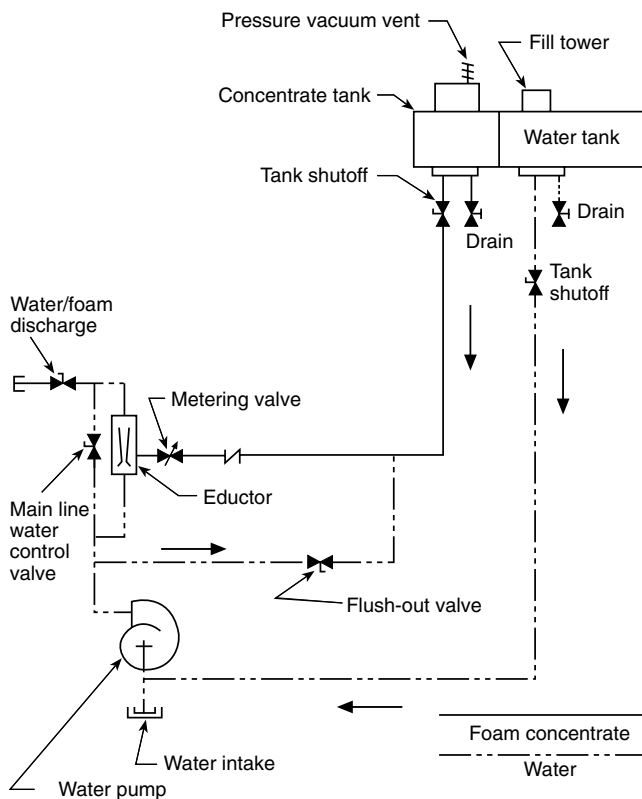 Pressure vacuum vent
Fill tower
Concentrate tank
Water tank
Tank shutoff
Drain
Drain
Tank
shutoff
Water/foam
discharge
Metering valve
Eductor
Main line
water
control
valve
Flush-out valve
Foam concentrate
Water intake
Water
Water pump